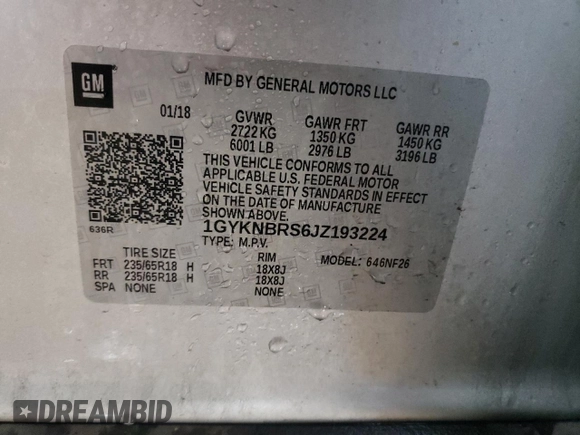 GM
MFD BY GENERAL MOTORS LLC
01/18 GVWR GAWR FRT GAWR RR
2722 KG 1350 KG 1450 KG
6001 LB 2976 LB 3196 LB
THIS VEHICLE CONFORMS TO ALL
APPLICABLE U.S. FEDERAL MOTOR
VEHICLE SAFETY STANDARDS IN EFFECT
ON THE DATE OF MANUFACTURE
SHOWN ABOVE.
636R 1GYKNBRS6JZ193224
TYPE: M.P.V. MODEL: 646NF26
TIRE SIZE RIM
FRT 235/65R18 H 18X8J
RR 235/65R18 H 18X8J
SPA NONE NONE
DREAMBID